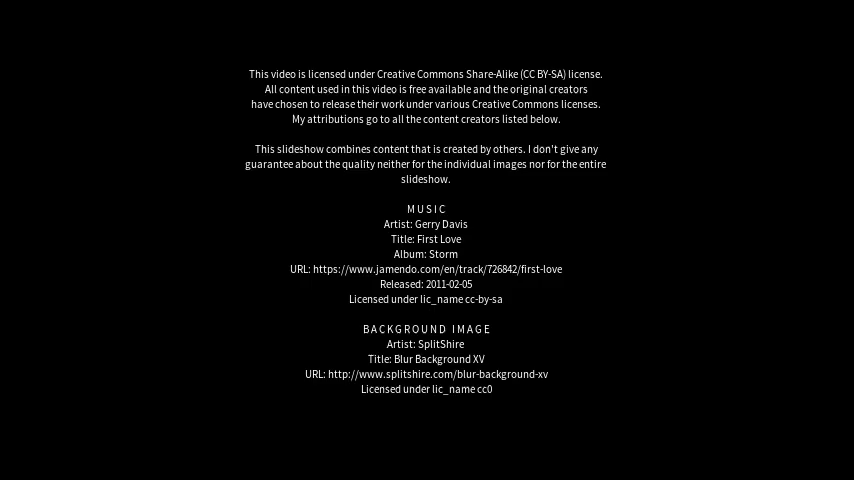 This video is licensed under Creative Commons Share-Alike (CC BY-SA) license.
All content used in this video is free available and the original creators
have chosen to release their work under various Creative Commons licenses.
My attributions go to all the content creators listed below.
This slideshow combines content that is created by others. I don't give any
guarantee about the quality neither for the individual images nor for the entire
slideshow.
MUSIC
Artist: Gerry Davis
Title: First Love
Album: Storm
URL: https://www.jamendo.com/en/track/726842/first-love
Released: 2011-02-05
Licensed under lic_name cc-by-sa
BACKGROUND IMAGE
Artist: SplitShire
Title: Blur Background XV
URL: http://www.splitshire.com/blur-background-xv
Licensed under lic_name cc0